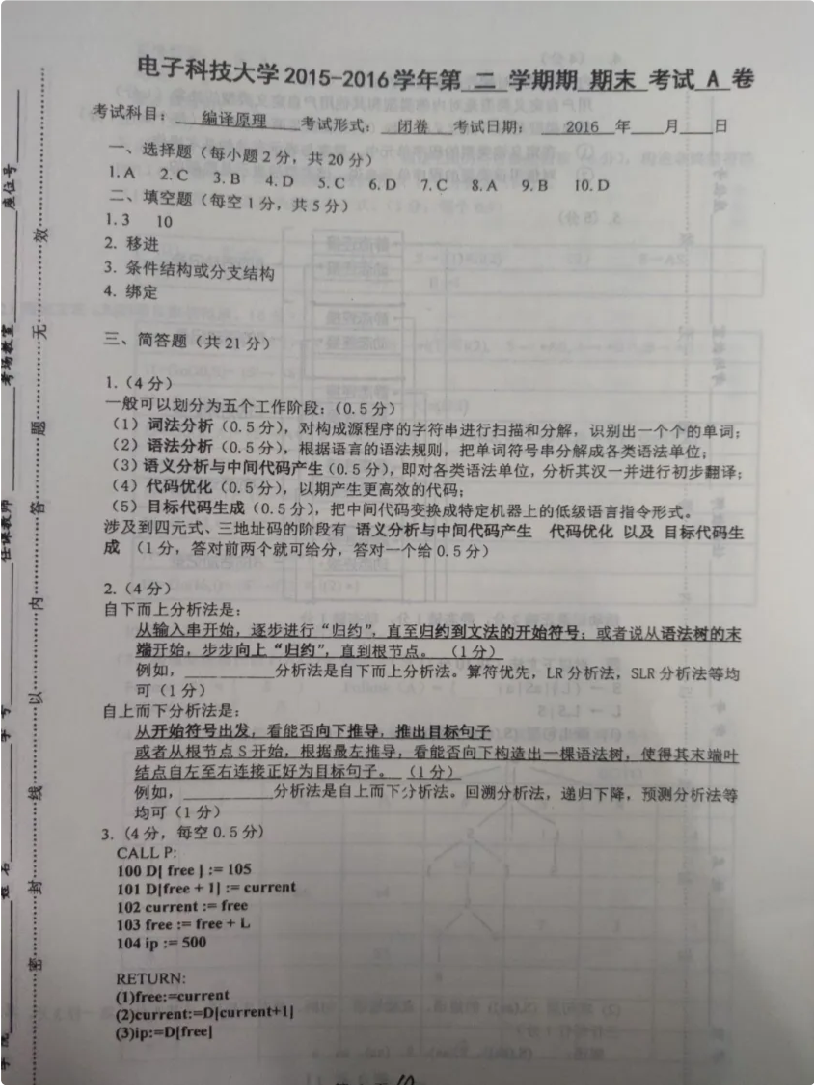 电子科技大学2015-2016学年第 二 学期期 期末 考试 A 卷
考试科目: 编译原理 考试形式: 闭卷 考试日期: 2016 年 月 日
一、选择题(每小题2分,共20分)
1.A 2.C 3.B 4.D 5.C 6.D 7.C 8.A 9.B 10.D
二、填空题(每空1分,共5分)
1.3 10
2. 移进
3. 条件结构或分支结构
4. 绑定
三、简答题(共21分)
1.(4分)
一般可以划分为五个工作阶段:(0.5分)
(1)词法分析(0.5分),对构成源程序的字符串进行扫描和分解,识别出一个个的单词;
(2)语法分析(0.5分),根据语言的语法规则,把单词符号串分解成各类语法单位;
(3)语义分析与中间代码产生(0.5分),即对各类语法单位,分析其汉一并进行初步翻译;
(4)代码优化(0.5分),以期产生更高效的代码;
(5)目标代码生成(0.5分),把中间代码变换成特定机器上的低级语言指令形式。
涉及到四元式、三地址码的阶段有 语义分析与中间代码产生 代码优化 以及 目标代码生
成 (1分,答对前两个就可给分,答对一个给0.5分)
2.(4分)
自下而上分析法是:
从输入串开始,逐步进行“归约”,直至归约到文法的开始符号;或者说从语法树的末
端开始,步步向上“归约”,直到根节点。 (1分)
例如,__________分析法是自下而上分析法。算符优先,LR分析法,SLR分析法等均
可(1分)
自上而下分析法是:
从开始符号出发,看能否向下推导,推出目标句子
或者从根节点S开始,根据最左推导,看能否向下构造出一棵语法树,使得其末端叶
结点自左至右连接正好为目标句子。 (1分)
例如,__________分析法是自上而下分析法。回溯分析法,递归下降,预测分析法等
均可(1分)
3.(4分,每空0.5分)
CALL P:
100 D[ free ] := 105
101 D[free + 1] := current
102 current := free
103 free := free + L
104 ip := 500
RETURN:
(1)free:=current
(2)current:=D[current+1]
(3)ip:=D[free]
学院 姓名 学号 任课教师 考场教室 座位号
密 封 线 以 内 答 题 无 效